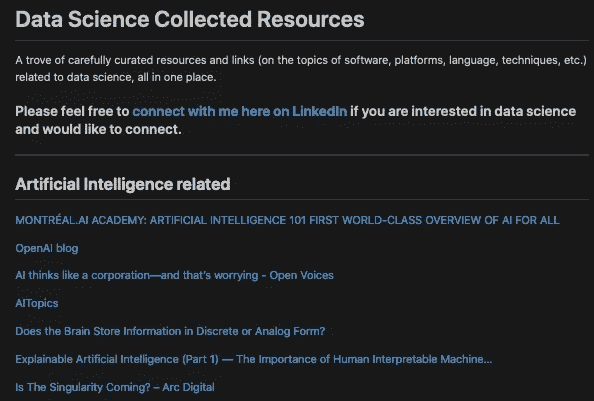 Data Science Collected Resources
A trove of carefully curated resources and links (on the topics of software, platforms, language, techniques, etc.)
related to data science, all in one place.
Please feel free to connect with me here on LinkedIn if you are interested in data science
and would like to connect.
Artificial Intelligence related
MONTRÉAL.AI ACADEMY: ARTIFICIAL INTELLIGENCE 101 FIRST WORLD-CLASS OVERVIEW OF AI FOR ALL
OpenAI blog
AI thinks like a corporation—and that's worrying - Open Voices
AITopics
Does the Brain Store Information in Discrete or Analog Form?
Explainable Artificial Intelligence (Part 1) — The Importance of Human Interpretable Machine...
Is The Singularity Coming? – Arc Digital